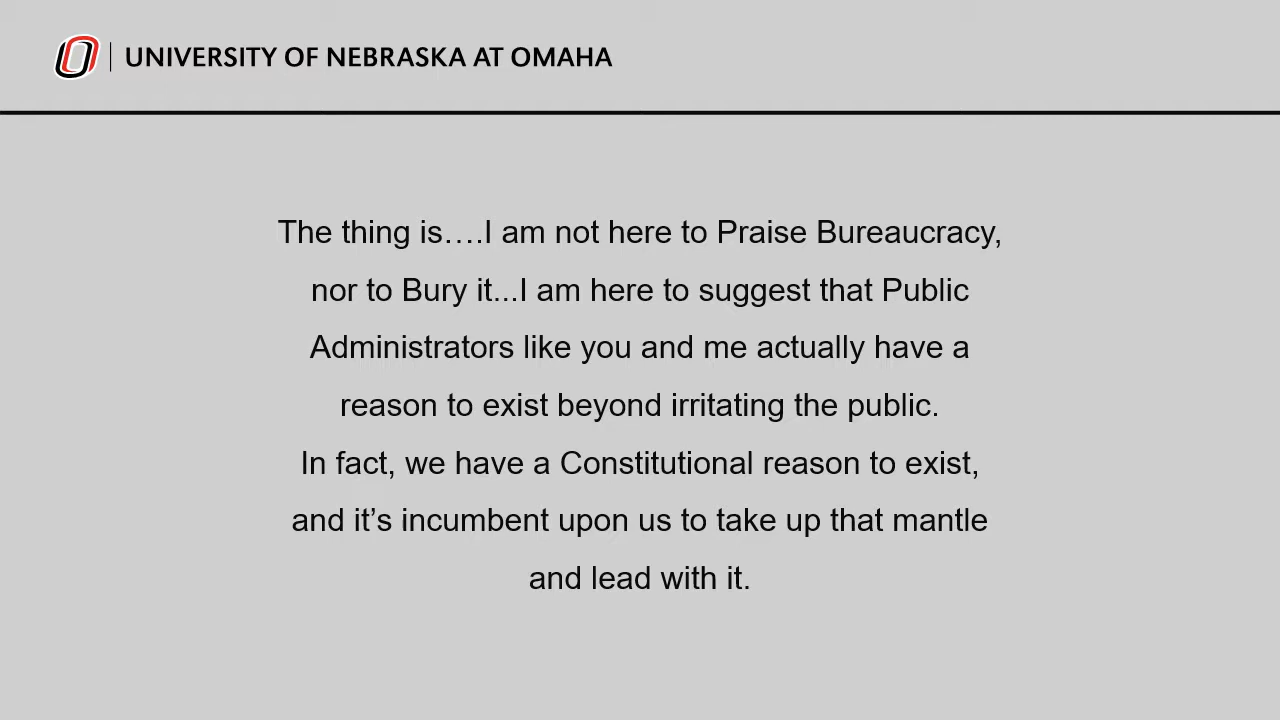 UNIVERSITY OF NEBRASKA AT OMAHA
The thing is….I am not here to Praise Bureaucracy,
nor to Bury it...I am here to suggest that Public
Administrators like you and me actually have a
reason to exist beyond irritating the public.
In fact, we have a Constitutional reason to exist,
and it’s incumbent upon us to take up that mantle
and lead with it.